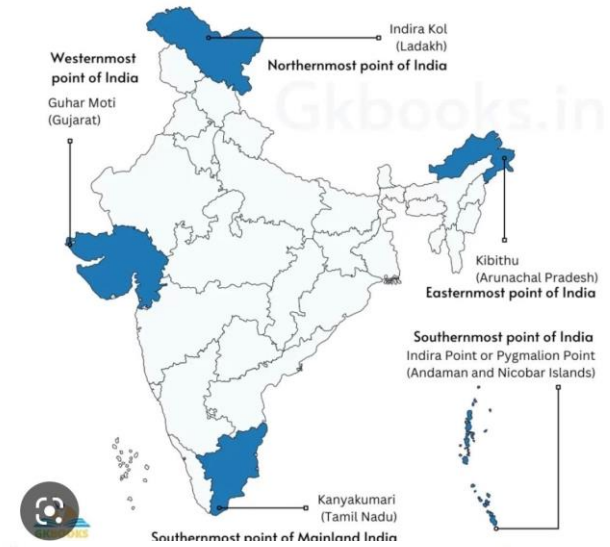 Indira Kol
(Ladakh)
Northernmost point of India
Westernmost
point of India
Guhar Moti
(Gujarat)
Gkbooks.in
Kibithu
(Arunachal Pradesh)
Easternmost point of India
Southernmost point of India
Indira Point or Pygmalion Point
(Andaman and Nicobar Islands)
Kanyakumari
(Tamil Nadu)
Southernmost point of Mainland India
GKBOOKS